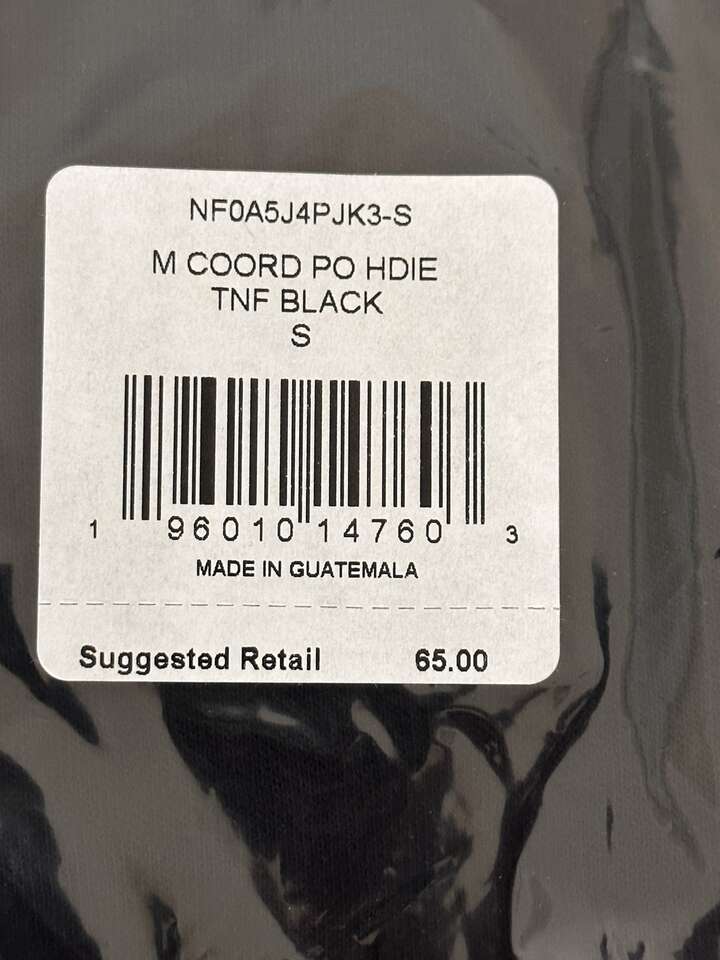 NF0A5J4PJK3-S
M COORD PO HDIE
TNF BLACK
S
1 96010 14760 3
MADE IN GUATEMALA
Suggested Retail 65.00